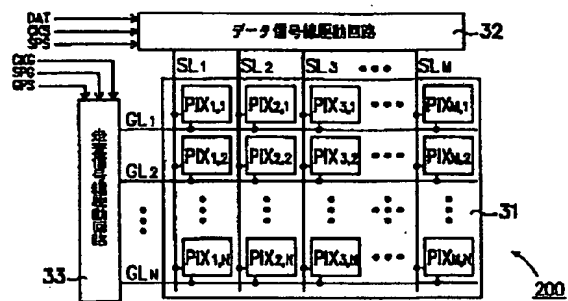 DAT
CKS
SPS
データ信号線駆動回路
32
CKG
SPG
GPS
SL1 SL2 SL3 ••• SLM
GL1
PIX1,1 PIX2,1 PIX3,1 ••• PIXM,1
GL2
PIX1,2 PIX2,2 PIX3,2 ••• PIXM,2
31
33
GLN
PIX1,N PIX2,N PIX3,N ••• PIXM,N
200